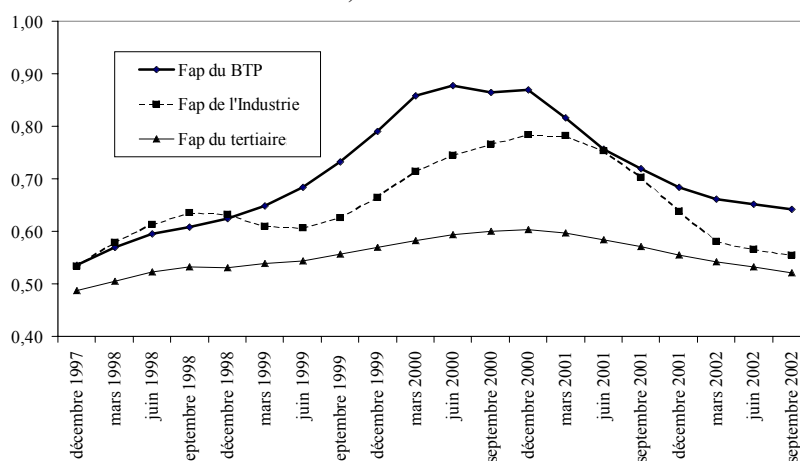 1,00
0,90
0,80
0,70
0,60
0,50
0,40
Fap du BTP
Fap de l'Industrie
Fap du tertiaire
décembre 1997
mars 1998
juin 1998
eptembre 1998
décembre 1998
mars 1999
juin 1999
eptembre 1999
décembre 1999
mars 2000
juin 2000
septembre 2000
décembre 2000
mars 2001
juin 2001
septembre 2001
décembre 2001
mars 2002
juin 2002
septembre 2002